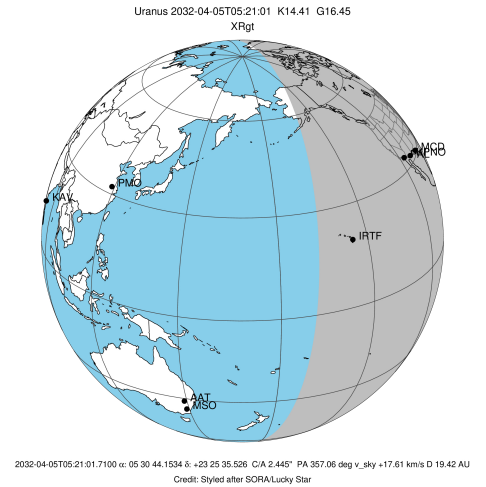 Uranus 2032-04-05T05:21:01 K14.41 G16.45
XRgt
MCD
KPNO
PMO
KAV
IRTF
AAT
MSO
2032-04-05T05:21:01.7100 α: 05 30 44.1534 δ: +23 25 35.526 C/A 2.445" PA 357.06 deg v_sky +17.61 km/s D 19.42 AU
Credit: Styled after SORA/Lucky Star